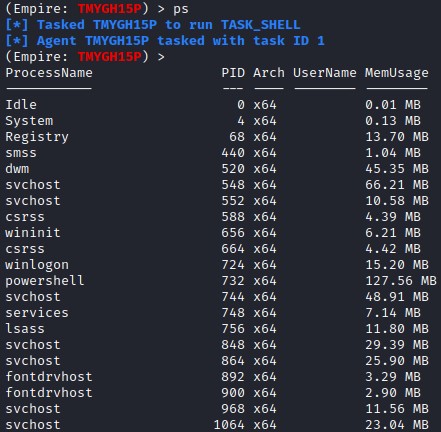 (Empire: TMYGH15P) > ps
[*] Tasked TMYGH15P to run TASK_SHELL
[*] Agent TMYGH15P tasked with task ID 1
(Empire: TMYGH15P) >
ProcessName PID Arch UserName MemUsage
----------- --- ---- -------- --------
Idle 0 x64 0.01 MB
System 4 x64 0.13 MB
Registry 68 x64 13.70 MB
smss 440 x64 1.04 MB
dwm 520 x64 45.35 MB
svchost 548 x64 66.21 MB
svchost 552 x64 10.58 MB
csrss 588 x64 4.39 MB
wininit 656 x64 6.21 MB
csrss 664 x64 4.42 MB
winlogon 724 x64 15.20 MB
powershell 732 x64 127.56 MB
svchost 744 x64 48.91 MB
services 748 x64 7.14 MB
lsass 756 x64 11.80 MB
svchost 848 x64 29.39 MB
svchost 864 x64 25.90 MB
fontdrvhost 892 x64 3.29 MB
fontdrvhost 900 x64 2.90 MB
svchost 968 x64 11.56 MB
svchost 1064 x64 23.04 MB